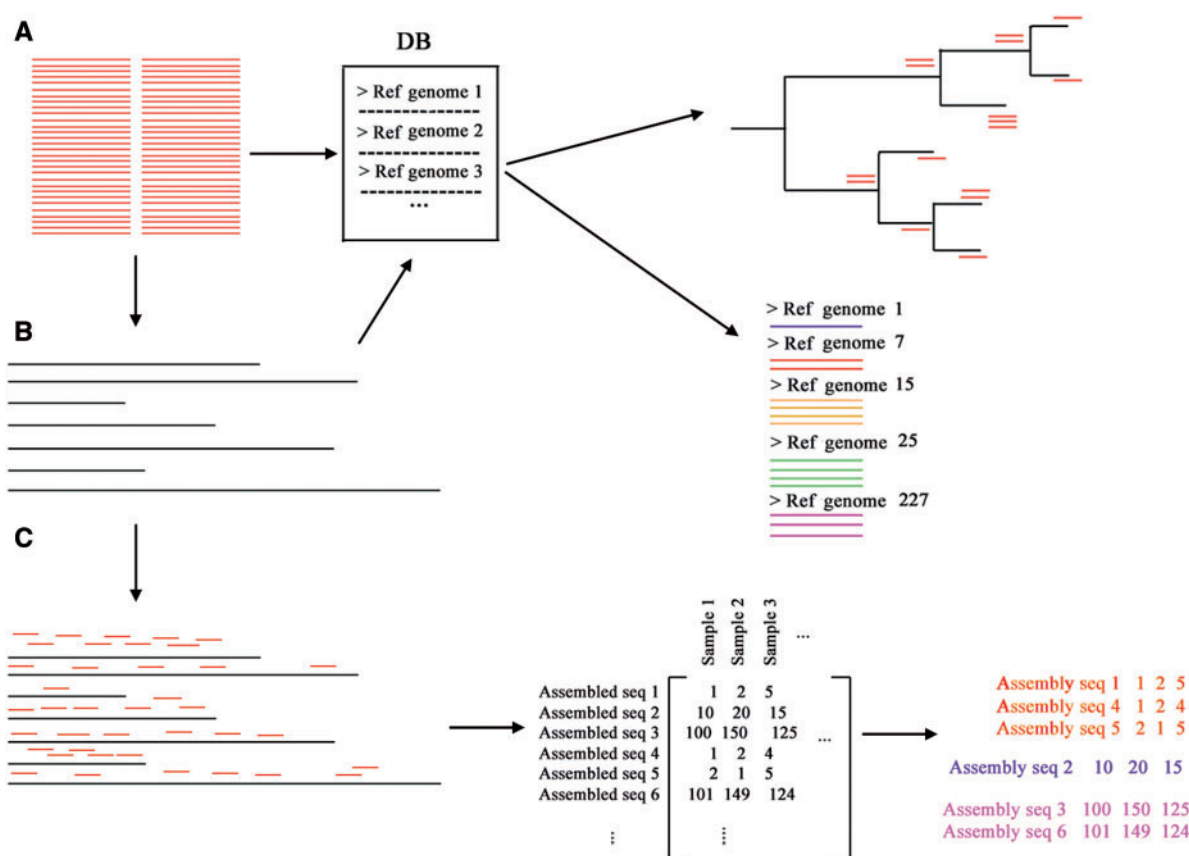 A
DB
> Ref genome 1
> Ref genome 2
> Ref genome 3
...
B
> Ref genome 1
> Ref genome 7
> Ref genome 15
> Ref genome 25
> Ref genome 227
C
Sample 1
Sample 2
Sample 3
...
Assembled seq 1 1 2 5
Assembled seq 2 10 20 15
Assembled seq 3 100 150 125 ...
Assembled seq 4 1 2 4
Assembled seq 5 2 1 5
Assembled seq 6 101 149 124
... ...
Assembly seq 1 1 2 5
Assembly seq 4 1 2 4
Assembly seq 5 2 1 5
Assembly seq 2 10 20 15
Assembly seq 3 100 150 125
Assembly seq 6 101 149 124